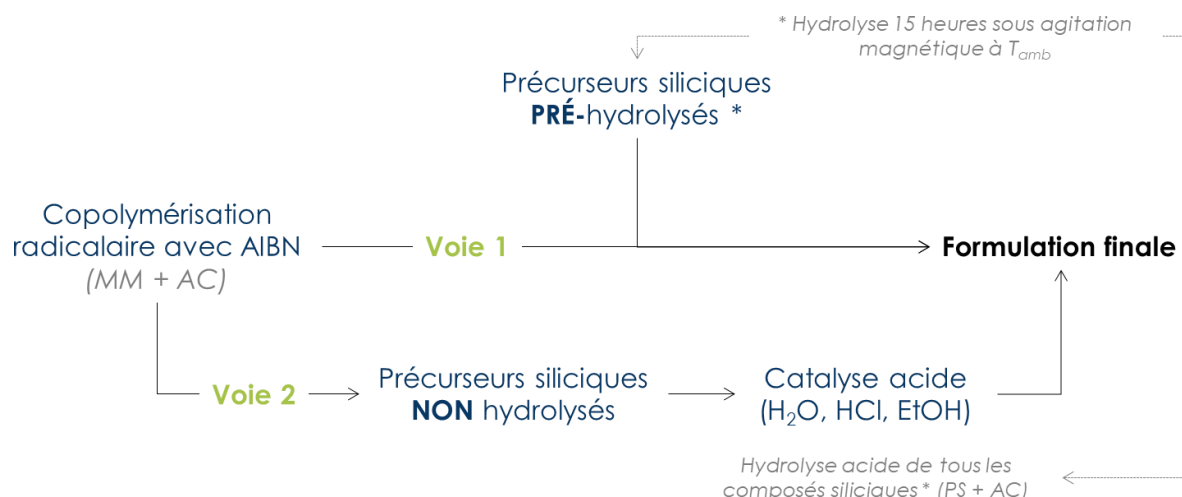 * Hydrolyse 15 heures sous agitation
magnétique à Tamb
Précurseurs siliciques
PRÉ-hydrolysés *
Copolymérisation
radicalaire avec AIBN
(MM + AC)
Voie 1
Formulation finale
Voie 2
Précurseurs siliciques
NON hydrolysés
Catalyse acide
(H₂O, HCl, EtOH)
Hydrolyse acide de tous les
composés siliciques * (PS + AC)